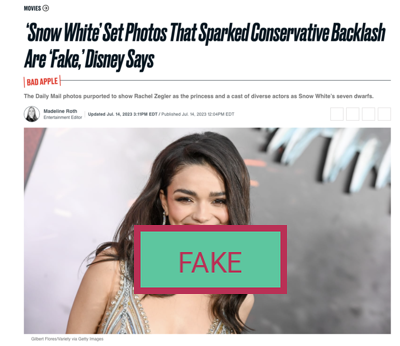 MOVIES
‘Snow White’ Set Photos That Sparked Conservative Backlash
Are ‘Fake,’ Disney Says
BAD APPLE
The Daily Mail photos purported to show Rachel Zegler as the princess and a cast of diverse actors as Snow White’s seven dwarfs.
Madeline Roth
Entertainment Editor
Updated Jul. 14, 2023 3:11PM EDT / Published Jul. 14, 2023 12:04PM EDT
FAKE
Gilbert Flores/Variety via Getty Images